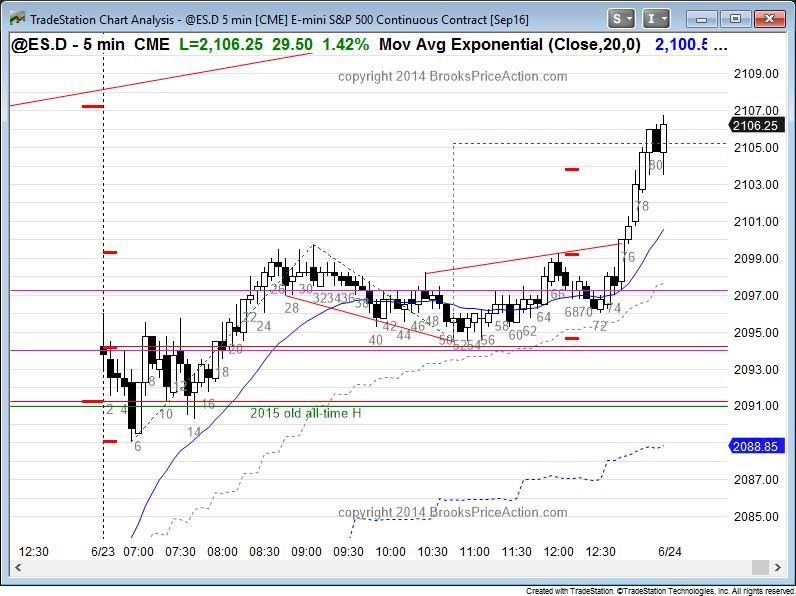 TradeStation Chart Analysis - @ES.D 5 min [CME] E-mini S&P 500 Continuous Contract [Sep16]
S I
@ES.D - 5 min CME L=2,106.25 29.50 1.42% Mov Avg Exponential (Close,20,0) 2,100.5 ...
copyright 2014 BrooksPriceAction.com
2109.00
2107.00
2106.25
2105.00
2103.00
2101.00
2099.00
2097.00
2095.00
2093.00
2091.00
2088.85
2087.00
2085.00
80
78
76
26 30 323436 38
66
22 24 28
42 46 48 58 64 6870 74
40 44 50 5254 56 60 62 72
20
18
8 12
2 4 10 16
14
6
2015 old all-time H
copyright 2014 BrooksPriceAction.com
12:30 6/23 07:00 07:30 08:00 08:30 09:00 09:30 10:00 10:30 11:00 11:30 12:00 12:30 6/24
Created with TradeStation. ©TradeStation Technologies, Inc. All rights reserved.